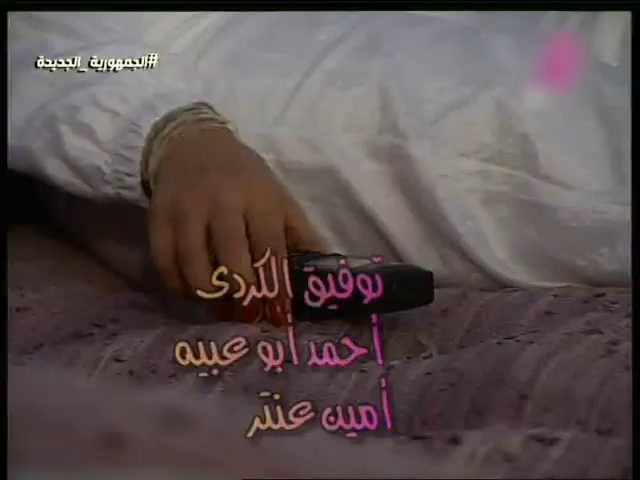 #الجمهورية_الجديدة
توفيق الكردى
أحمد أبو عبيه
أمين عنتر